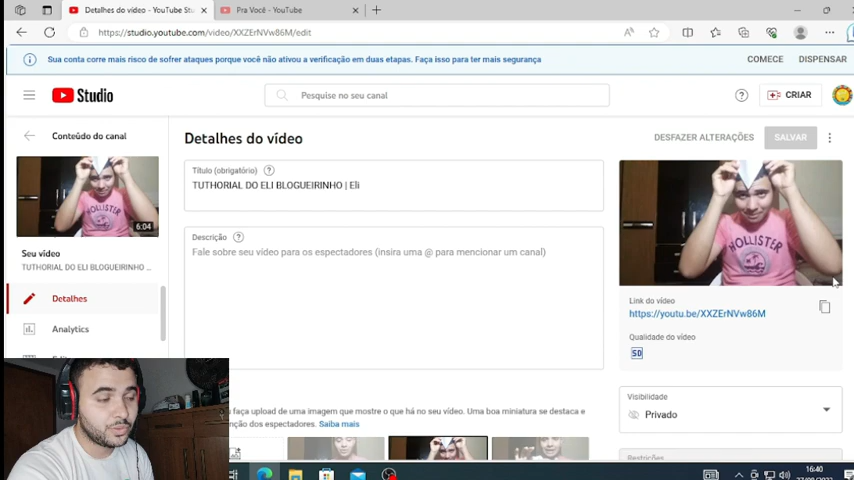 Detalhes do vídeo - YouTube Stu
Pra Você - YouTube
https://studio.youtube.com/video/XXZErNVw86M/edit
Sua conta corre mais risco de sofrer ataques porque você não ativou a verificação em duas etapas. Faça isso para ter mais segurança
COMECE
DISPENSAR
Studio
Pesquise no seu canal
CRIAR
Conteúdo do canal
Detalhes do vídeo
DESFAZER ALTERAÇÕES
SALVAR
Título (obrigatório)
TUTHORIAL DO ELI BLOGUEIRINHO | Eli
HOLLISTER
6:04
Seu vídeo
TUTHORIAL DO ELI BLOGUEIRINHO ...
Descrição
Fale sobre seu vídeo para os espectadores (insira uma @ para mencionar um canal)
HOLLISTER
CALIFORNIA
Link do vídeo
https://youtu.be/XXZErNVw86M
Qualidade do vídeo
SD
Detalhes
Analytics
Visibilidade
Privado
faça upload de uma imagem que mostre o que há no seu vídeo. Uma boa miniatura se destaca e
nção dos espectadores. Saiba mais
Restrições
16:40